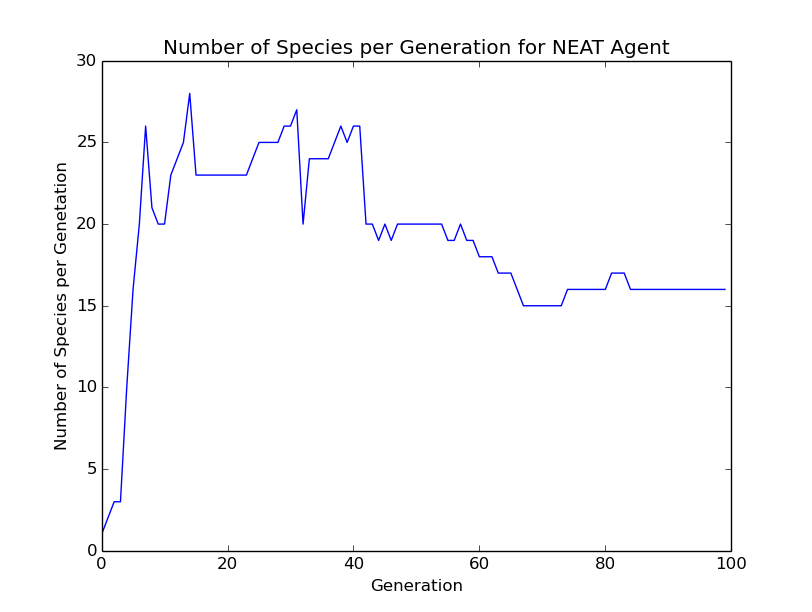 Number of Species per Generation for NEAT Agent
30
25
20
15
10
5
0
Number of Species per Genetation
0 20 40 60 80 100
Generation